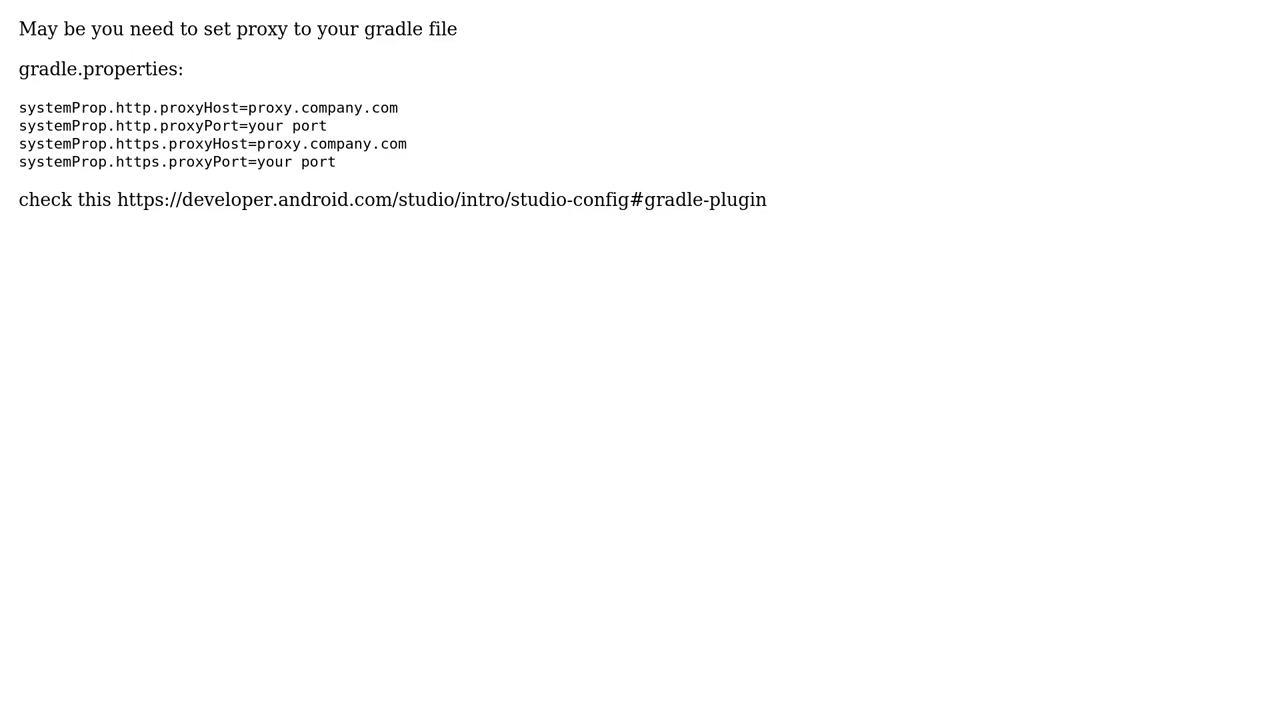 May be you need to set proxy to your gradle file
gradle.properties:
systemProp.http.proxyHost=proxy.company.com
systemProp.http.proxyPort=your port
systemProp.https.proxyHost=proxy.company.com
systemProp.https.proxyPort=your port
check this https://developer.android.com/studio/intro/studio-config#gradle-plugin